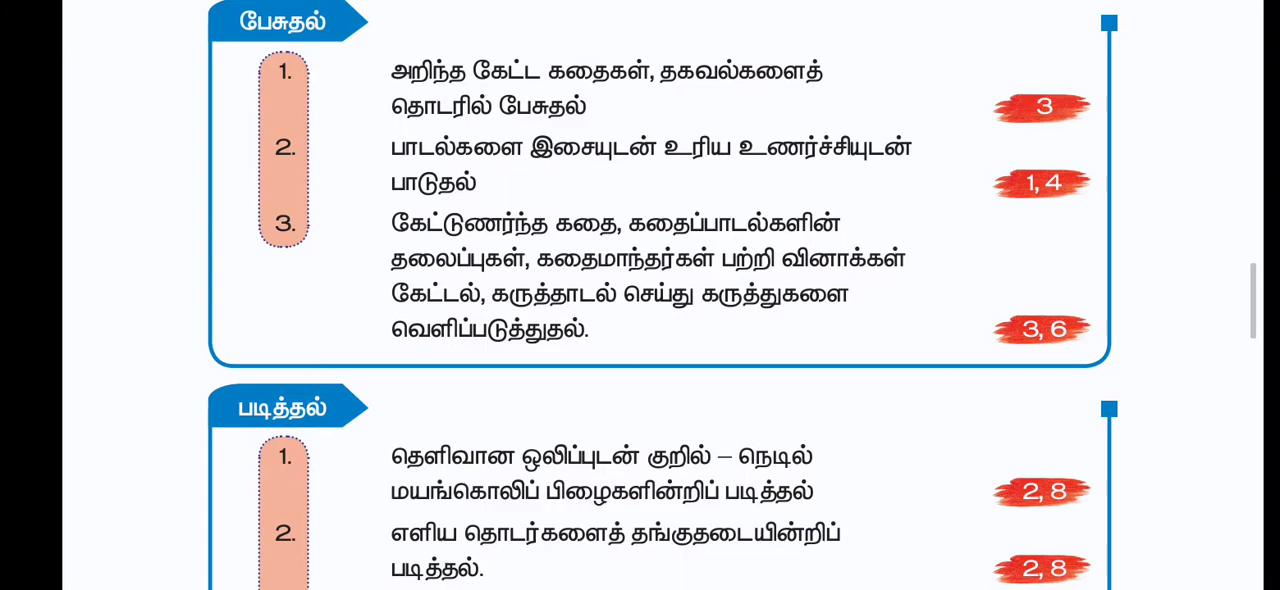 பேசுதல்
1. அறிந்த கேட்ட கதைகள், தகவல்களைத்
தொடரில் பேசுதல் 3
2. பாடல்களை இசையுடன் உரிய உணர்ச்சியுடன்
பாடுதல் 1, 4
3. கேட்டுணர்ந்த கதை, கதைப்பாடல்களின்
தலைப்புகள், கதைமாந்தர்கள் பற்றி வினாக்கள்
கேட்டல், கருத்தாடல் செய்து கருத்துகளை
வெளிப்படுத்துதல். 3, 6
படித்தல்
1. தெளிவான ஒலிப்புடன் குறில் – நெடில்
மயங்கொலிப் பிழைகளின்றிப் படித்தல் 2, 8
2. எளிய தொடர்களைத் தங்குதடையின்றிப்
படித்தல். 2, 8